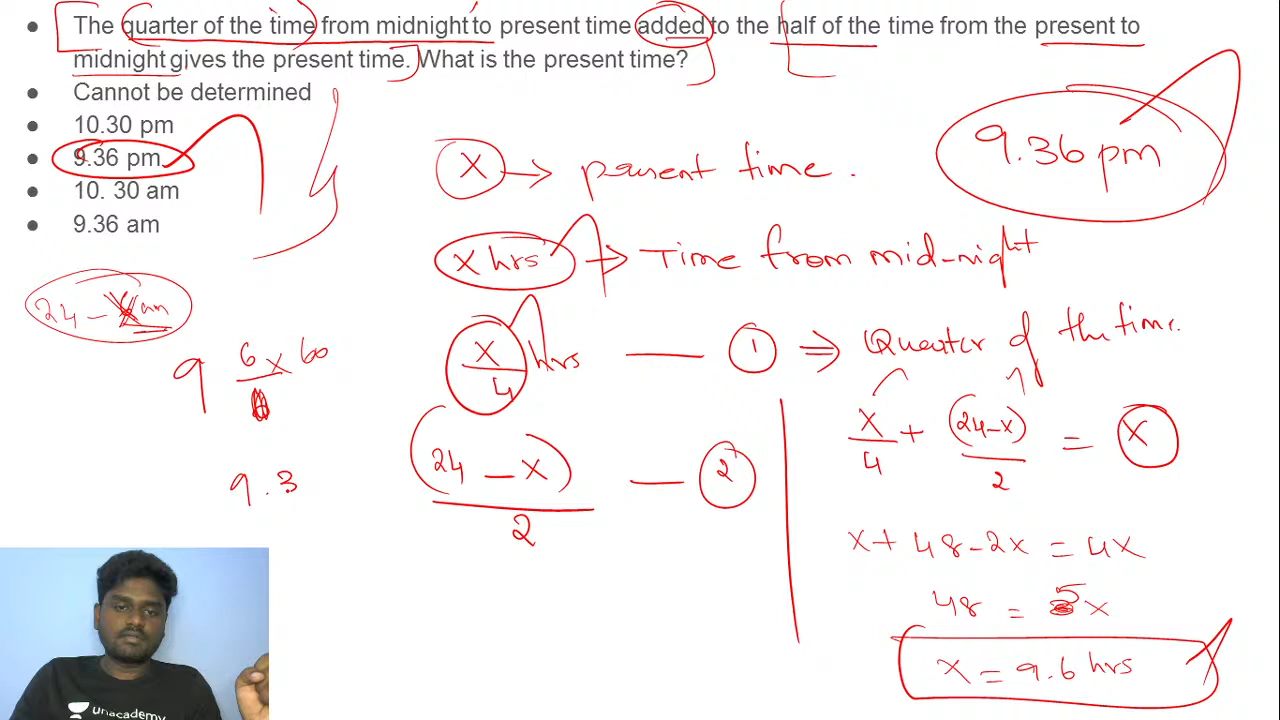 The quarter of the time from midnight to present time added to the half of the time from the present to
midnight gives the present time. What is the present time?
Cannot be determined
10.30 pm
9.36 pm
10. 30 am
9.36 am
9.36 pm
X → present time.
x hrs → Time from mid-night
x/4 hrs — 1 ⇒ Quarter of the time.
24 - am
9 6 x 60
9.3
(24 - x)/2 — 2
x/4 + (24-x)/2 = x
x + 48 - 2x = 4x
48 = 5x
x = 9.6 hrs
unacademy